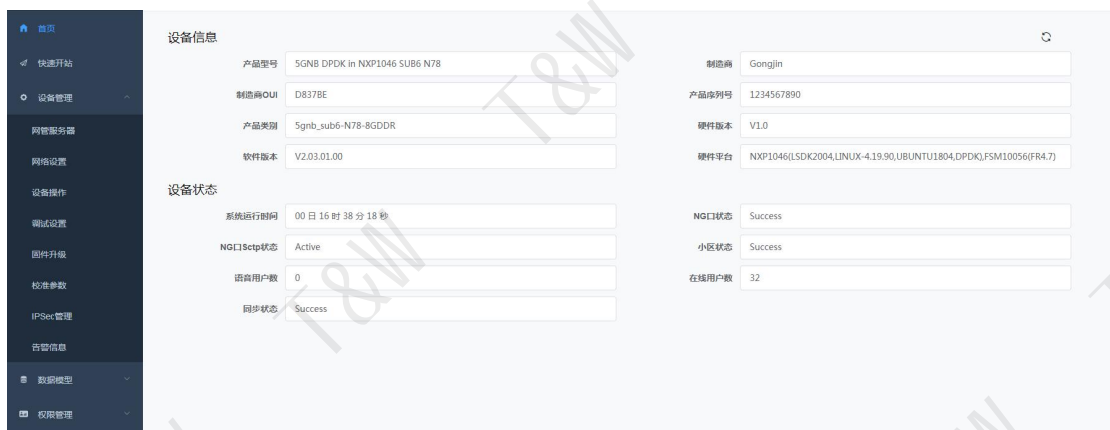 首页
快速开站
设备管理
网管服务器
网络设置
设备操作
调试设置
固件升级
校准参数
IPSec管理
告警信息
数据模型
权限管理
设备信息
产品型号 5GNB DPDK in NXP1046 SUB6 N78 制造商 Gongjin
制造商OUI D837BE 产品序列号 1234567890
产品类别 5gnb_sub6-N78-8GDDR 硬件版本 V1.0
软件版本 V2.03.01.00 硬件平台 NXP1046(LSDK2004,LINUX-4.19.90,UBUNTU1804,DPDK),FSM10056(FR4.7)
设备状态
系统运行时间 00 日 16 时 38 分 18 秒 NG口状态 Success
NG口Sctp状态 Active 小区状态 Success
语音用户数 0 在线用户数 32
同步状态 Success
T&W
T&W